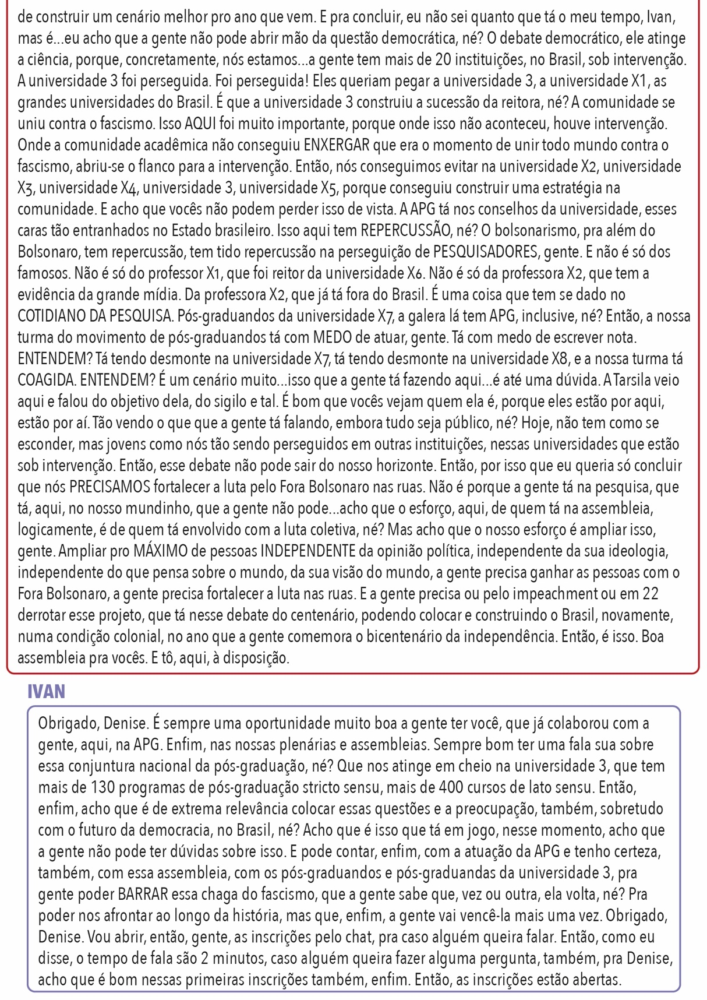 de construir um cenário melhor pro ano que vem. E pra concluir, eu não sei quanto que tá o meu tempo, Ivan,
mas é...eu acho que a gente não pode abrir mão da questão democrática, né? O debate democrático, ele atinge
a ciência, porque, concretamente, nós estamos...a gente tem mais de 20 instituições, no Brasil, sob intervenção.
A universidade 3 foi perseguida. Foi perseguida! Eles queriam pegar a universidade 3, a universidade X1, as
grandes universidades do Brasil. É que a universidade 3 construiu a sucessão da reitora, né? A comunidade se
uniu contra o fascismo. Isso AQUI foi muito importante, porque onde isso não aconteceu, houve intervenção.
Onde a comunidade acadêmica não conseguiu ENXERGAR que era o momento de unir todo mundo contra o
fascismo, abriu-se o flanco para a intervenção. Então, nós conseguimos evitar na universidade X2, universidade
X3, universidade X4, universidade 3, universidade X5, porque conseguiu construir uma estratégia na
comunidade. E acho que vocês não podem perder isso de vista. A APG tá nos conselhos da universidade, esses
caras tão entranhados no Estado brasileiro. Isso aqui tem REPERCUSSÃO, né? O bolsonarismo, pra além do
Bolsonaro, tem repercussão, tem tido repercussão na perseguição de PESQUISADORES, gente. E não é só dos
famosos. Não é só do professor X1, que foi reitor da universidade X6. Não é só da professora X2, que tem a
evidência da grande mídia. Da professora X2, que já tá fora do Brasil. É uma coisa que tem se dado no
COTIDIANO DA PESQUISA. Pós-graduandos da universidade X7, a galera lá tem APG, inclusive, né? Então, a nossa
turma do movimento de pós-graduandos tá com MEDO de atuar, gente. Tá com medo de escrever nota.
ENTENDEM? Tá tendo desmonte na universidade X7, tá tendo desmonte na universidade X8, e a nossa turma tá
COAGIDA. ENTENDEM? É um cenário muito...isso que a gente tá fazendo aqui...é até uma dúvida. A Tarsila veio
aqui e falou do objetivo dela, do sigilo e tal. É bom que vocês vejam quem ela é, porque eles estão por aqui,
estão por aí. Tão vendo o que que a gente tá falando, embora tudo seja público, né? Hoje, não tem como se
esconder, mas jovens como nós tão sendo perseguidos em outras instituições, nessas universidades que estão
sob intervenção. Então, esse debate não pode sair do nosso horizonte. Então, por isso que eu queria só concluir
que nós PRECISAMOS fortalecer a luta pelo Fora Bolsonaro nas ruas. Não é porque a gente tá na pesquisa, que
tá, aqui, no nosso mundinho, que a gente não pode...acho que o esforço, aqui, de quem tá na assembleia,
logicamente, é de quem tá envolvido com a luta coletiva, né? Mas acho que o nosso esforço é ampliar isso,
gente. Ampliar pro MÁXIMO de pessoas INDEPENDENTE da opinião política, independente da sua ideologia,
independente do que pensa sobre o mundo, da sua visão do mundo, a gente precisa ganhar as pessoas com o
Fora Bolsonaro, a gente precisa fortalecer a luta nas ruas. E a gente precisa ou pelo impeachment ou em 22
derrotar esse projeto, que tá nesse debate do centenário, podendo colocar e construindo o Brasil, novamente,
numa condição colonial, no ano que a gente comemora o bicentenário da independência. Então, é isso. Boa
assembleia pra vocês. E tô, aqui, à disposição.
IVAN
Obrigado, Denise. É sempre uma oportunidade muito boa a gente ter você, que já colaborou com a
gente, aqui, na APG. Enfim, nas nossas plenárias e assembleias. Sempre bom ter uma fala sua sobre
essa conjuntura nacional da pós-graduação, né? Que nos atinge em cheio na universidade 3, que tem
mais de 130 programas de pós-graduação stricto sensu, mais de 400 cursos de lato sensu. Então,
enfim, acho que é de extrema relevância colocar essas questões e a preocupação, também, sobretudo
com o futuro da democracia, no Brasil, né? Acho que é isso que tá em jogo, nesse momento, acho que
a gente não pode ter dúvidas sobre isso. E pode contar, enfim, com a atuação da APG e tenho certeza,
também, com essa assembleia, com os pós-graduandos e pós-graduandas da universidade 3, pra
gente poder BARRAR essa chaga do fascismo, que a gente sabe que, vez ou outra, ela volta, né? Pra
poder nos afrontar ao longo da história, mas que, enfim, a gente vai vencê-la mais uma vez. Obrigado,
Denise. Vou abrir, então, gente, as inscrições pelo chat, pra caso alguém queira falar. Então, como eu
disse, o tempo de fala são 2 minutos, caso alguém queira fazer alguma pergunta, também, pra Denise,
acho que é bom nessas primeiras inscrições também, enfim. Então, as inscrições estão abertas.